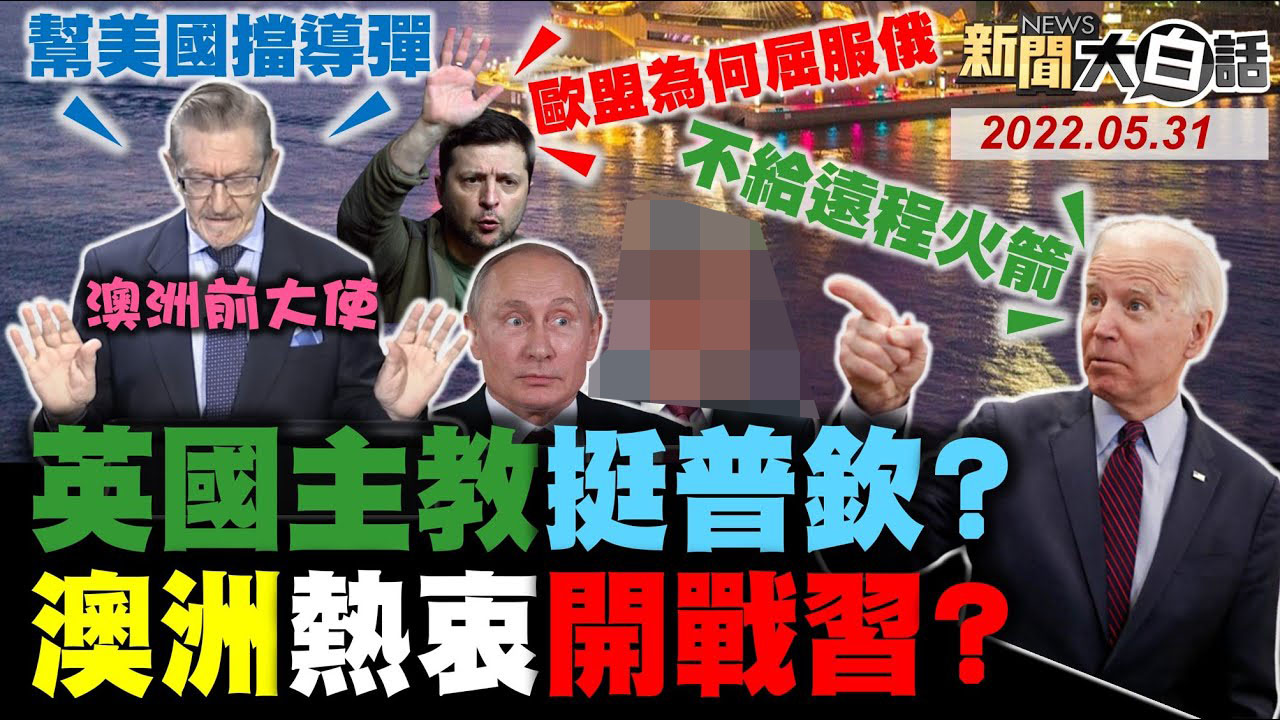 幫美國擋導彈
歐盟為何屈服俄
NEWS
新聞大白話
2022.05.31
不給遠程火箭
澳洲前大使
英國主教挺普欽?
澳洲熱衷開戰習?